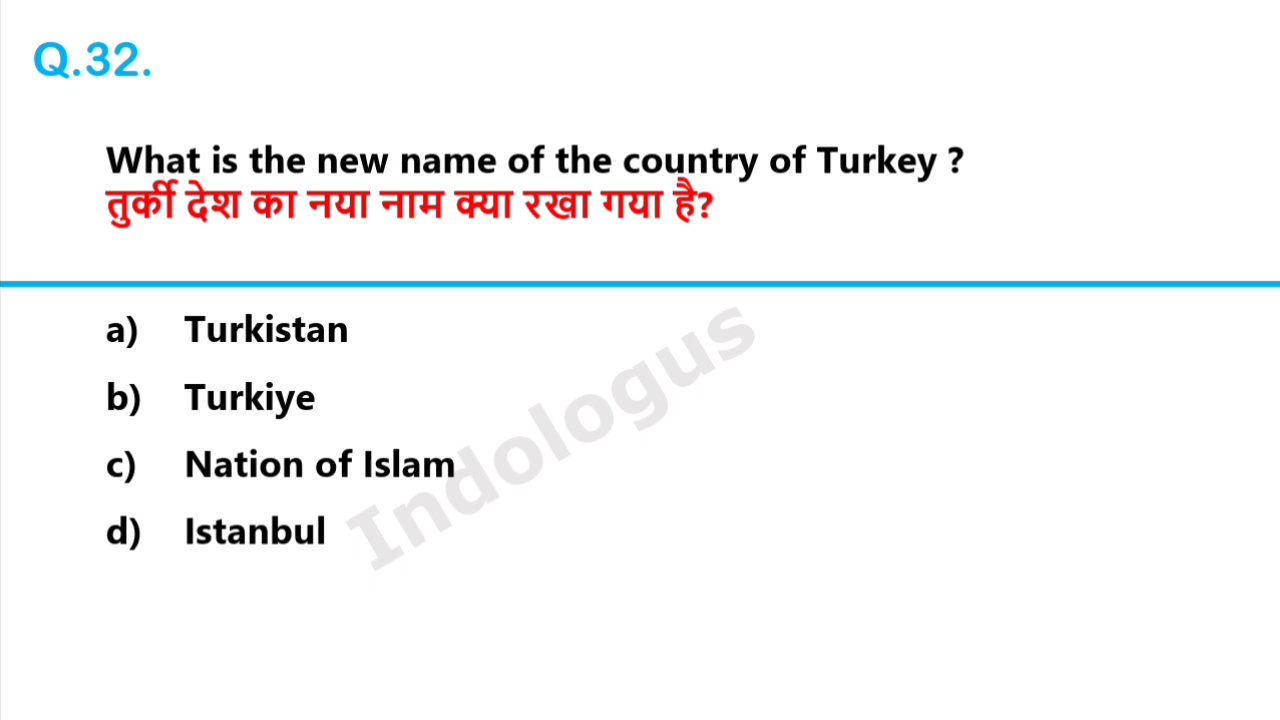 Q.32.
What is the new name of the country of Turkey ?
तुर्की देश का नया नाम क्या रखा गया है?
a) Turkistan
b) Turkiye
c) Nation of Islam
d) Istanbul
Indologus